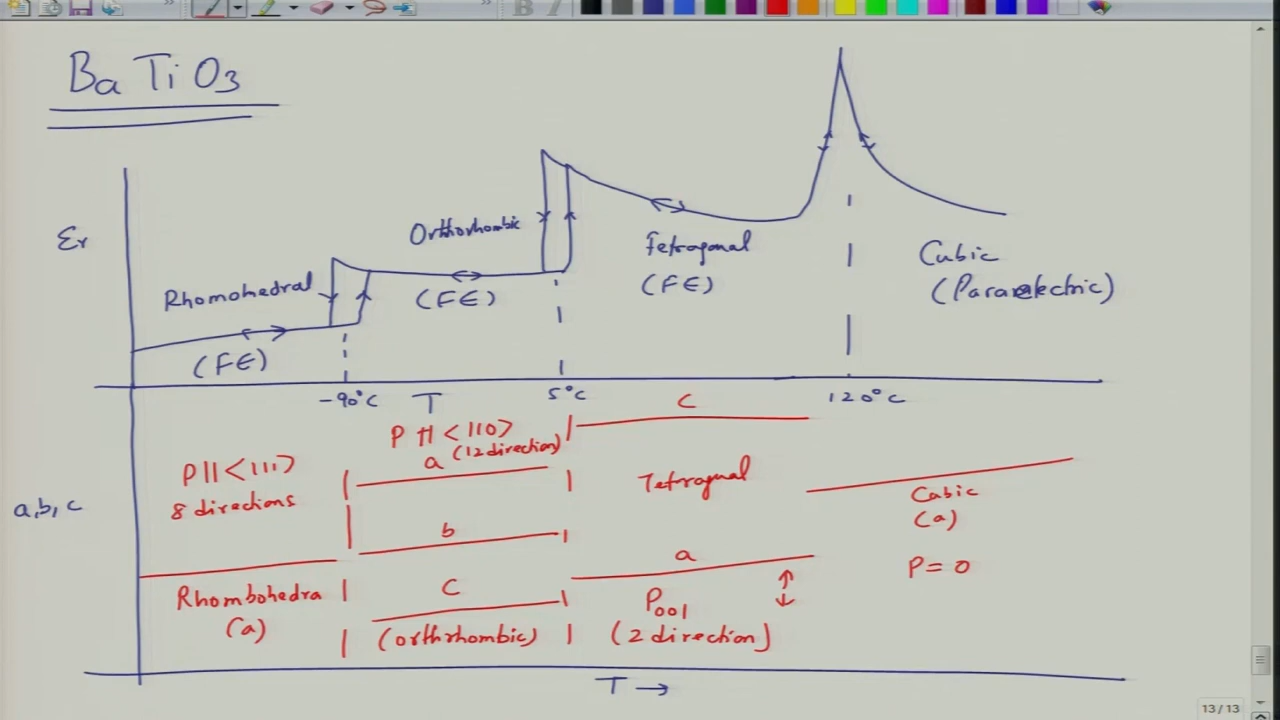 BaTiO3
εr
Rhomohedral
(FE)
Orthorhombic
(FE)
Tetragonal
(FE)
Cubic
(Paraelectric)
-90°C
T
5°C
120°C
a,b,c
P||<111>
8 directions
Rhombohedra
(a)
P||<110>
(12 direction)
a
b
c
(orthrhombic)
c
Tetragonal
a
P001
(2 direction)
Cabic
(a)
P=0
T→
13/13